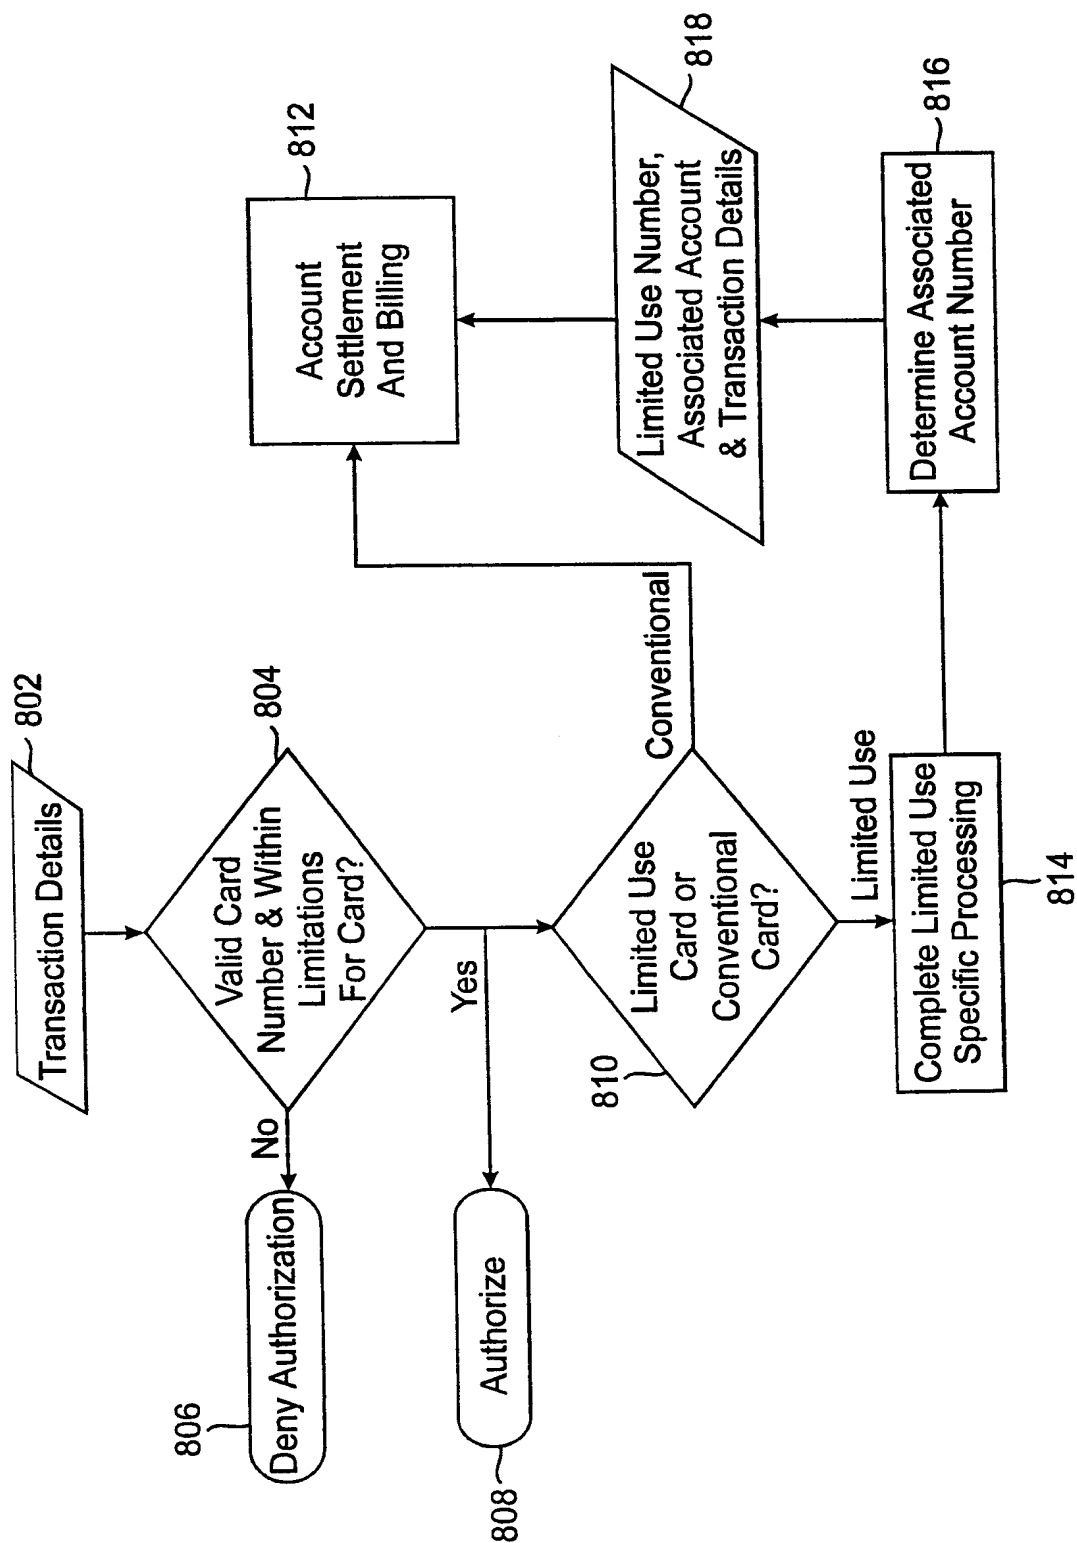 802
Transaction Details
804
Valid Card
Number & Within
Limitations
For Card?
No
806
Deny Authorization
Yes
808
Authorize
810
Limited Use
Card or
Conventional
Card?
Conventional
812
Account
Settlement
And Billing
Limited Use
Complete Limited Use
Specific Processing
814
816
Determine Associated
Account Number
818
Limited Use Number,
Associated Account
& Transaction Details